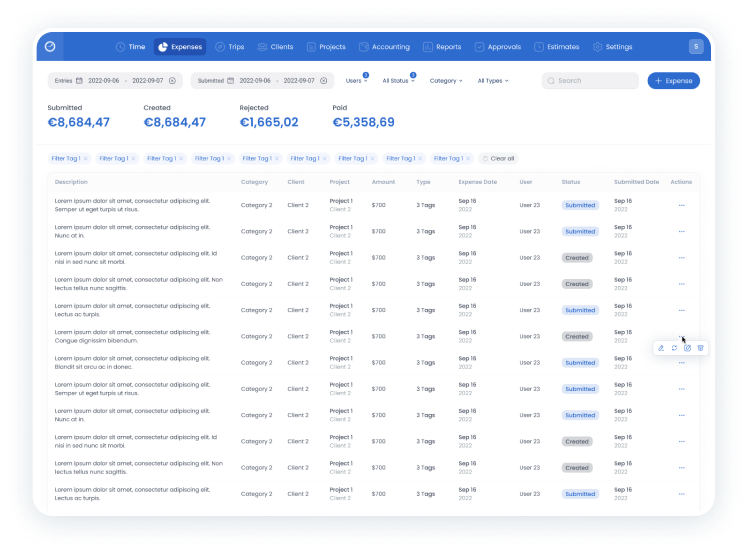 Time Expenses Trips Clients Projects Accounting Reports Approvals Estimates Settings S
Entries 2022-09-06 - 2022-09-07 Submitted 2022-09-06 - 2022-09-07 Users 3 All Status 3 Category All Types Search + Expense
Submitted Created Rejected Paid
€8,684,47 €8,684,47 €1,665,02 €5,358,69
Filter Tag 1 × Filter Tag 1 × Filter Tag 1 × Filter Tag 1 × Filter Tag 1 × Filter Tag 1 × Filter Tag 1 × Filter Tag 1 × Filter Tag 1 × Clear all
Description Category Client Project Amount Type Expense Date User Status Submitted Date Actions
Lorem ipsum dolor sit amet, consectetur adipiscing elit. Project 1 Sep 16 Sep 16
Semper ut eget turpis ut risus. Category 2 Client 2 Client 2 $700 3 Tags 2022 User 23 Submitted 2022 ...
Lorem ipsum dolor sit amet, consectetur adipiscing elit. Project 1 Sep 16 Sep 16
Nunc at in. Category 2 Client 2 Client 2 $700 3 Tags 2022 User 23 Submitted 2022 ...
Lorem ipsum dolor sit amet, consectetur adipiscing elit. Id Project 1 Sep 16 Sep 16
nisi in sed nunc sit morbi. Category 2 Client 2 Client 2 $700 3 Tags 2022 User 23 Created 2022 ...
Lorem ipsum dolor sit amet, consectetur adipiscing elit. Non Project 1 Sep 16 Sep 16
lectus tellus nunc sagittis. Category 2 Client 2 Client 2 $700 3 Tags 2022 User 23 Created 2022 ...
Lorem ipsum dolor sit amet, consectetur adipiscing elit. Project 1 Sep 16 Sep 16
Lectus ac turpis. Category 2 Client 2 Client 2 $700 3 Tags 2022 User 23 Submitted 2022 ...
Lorem ipsum dolor sit amet, consectetur adipiscing elit. Project 1 Sep 16 Sep 16
Congue dignissim bibendum. Category 2 Client 2 Client 2 $700 3 Tags 2022 User 23 Created 2022 ...
Lorem ipsum dolor sit amet, consectetur adipiscing elit. Project 1 Sep 16 Sep 16
Blandit sit arcu ac in donec. Category 2 Client 2 Client 2 $700 3 Tags 2022 User 23 Submitted 2022 ...
Lorem ipsum dolor sit amet, consectetur adipiscing elit. Project 1 Sep 16 Sep 16
Semper ut eget turpis ut risus. Category 2 Client 2 Client 2 $700 3 Tags 2022 User 23 Submitted 2022 ...
Lorem ipsum dolor sit amet, consectetur adipiscing elit. Project 1 Sep 16 Sep 16
Nunc at in. Category 2 Client 2 Client 2 $700 3 Tags 2022 User 23 Submitted 2022 ...
Lorem ipsum dolor sit amet, consectetur adipiscing elit. Id Project 1 Sep 16 Sep 16
nisi in sed nunc sit morbi. Category 2 Client 2 Client 2 $700 3 Tags 2022 User 23 Created 2022 ...
Lorem ipsum dolor sit amet, consectetur adipiscing elit. Non Project 1 Sep 16 Sep 16
lectus tellus nunc sagittis. Category 2 Client 2 Client 2 $700 3 Tags 2022 User 23 Created 2022 ...
Lorem ipsum dolor sit amet, consectetur adipiscing elit. Project 1 Sep 16 Sep 16
Lectus ac turpis. Category 2 Client 2 Client 2 $700 3 Tags 2022 User 23 Submitted 2022 ...